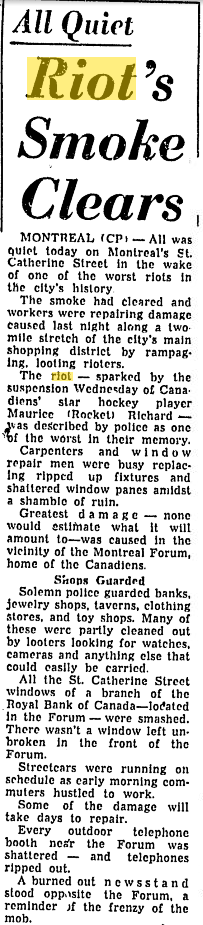 All Quiet
Riot's
Smoke
Clears
MONTREAL (CP) — All was
quiet today on Montreal's St.
Catherine Street in the wake
of one of the worst riots in
the city's history.
The smoke had cleared and
workers were repairing damage
caused last night along a two-
mile stretch of the city's main
shopping district by rampag-
ing, looting rioters.
The riot — sparked by the
suspension Wednesday of Cana-
diens' star hockey player
Maurice (Rocket) Richard —
was described by police as one
of the worst in their memory.
Carpenters and window
repair men were busy replac-
ing ripped up fixtures and
shattered window panes amidst
a shamble of ruin.
Greatest damage — none
would estimate what it will
amount to—was caused in the
vicinity of the Montreal Forum,
home of the Canadiens.
Shops Guarded
Solemn police guarded banks,
jewelry shops, taverns, clothing
stores, and toy shops. Many of
these were partly cleaned out
by looters looking for watches,
cameras and anything else that
could easily be carried.
All the St. Catherine Street
windows of a branch of the
Royal Bank of Canada—located
in the Forum — were smashed.
There wasn't a window left un-
broken in the front of the
Forum.
Streetcars were running on
schedule as early morning com-
muters hustled to work.
Some of the damage will
take days to repair.
Every outdoor telephone
booth near the Forum was
shattered — and telephones
ripped out.
A burned out newsstand
stood opposite the Forum, a
reminder of the frenzy of the
mob.